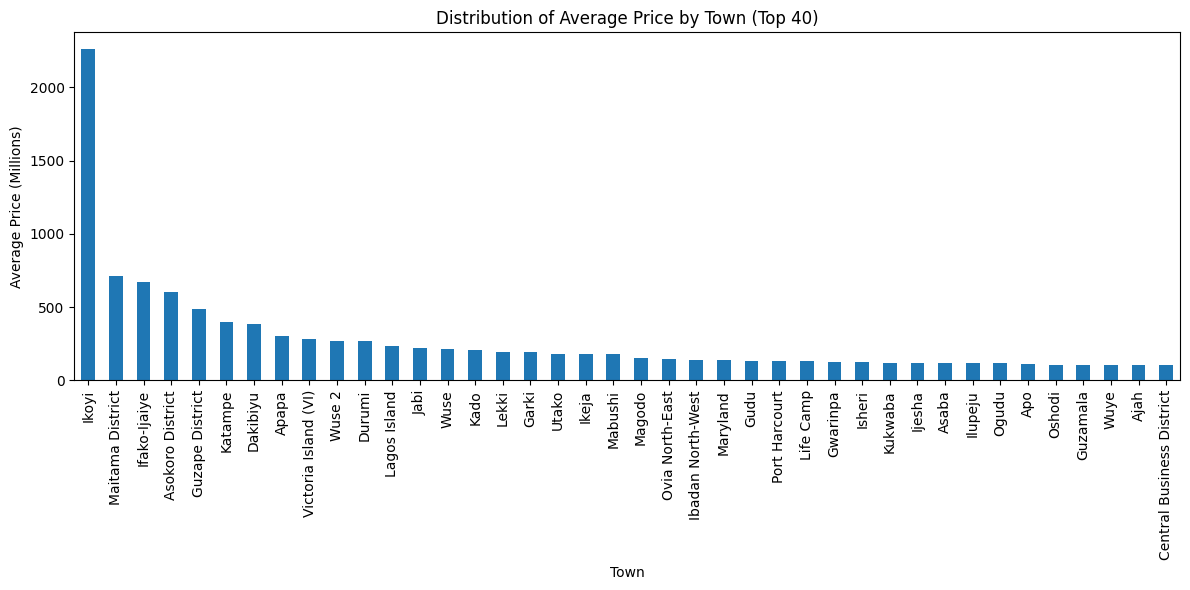 Distribution of Average Price by Town (Top 40)
Average Price (Millions)
2000
1500
1000
500
0
Ikoyi
Maitama District
Ifako-Ijaiye
Asokoro District
Guzape District
Katampe
Dakibiyu
Apapa
Victoria Island (VI)
Wuse 2
Durumi
Lagos Island
Jabi
Wuse
Kado
Lekki
Garki
Utako
Ikeja
Mabushi
Magodo
Ovia North-East
Ibadan North-West
Maryland
Gudu
Port Harcourt
Life Camp
Gwarinpa
Isheri
Kukwaba
Ijesha
Asaba
Ilupeju
Ogudu
Apo
Oshodi
Guzamala
Wuye
Ajah
Central Business District
Town